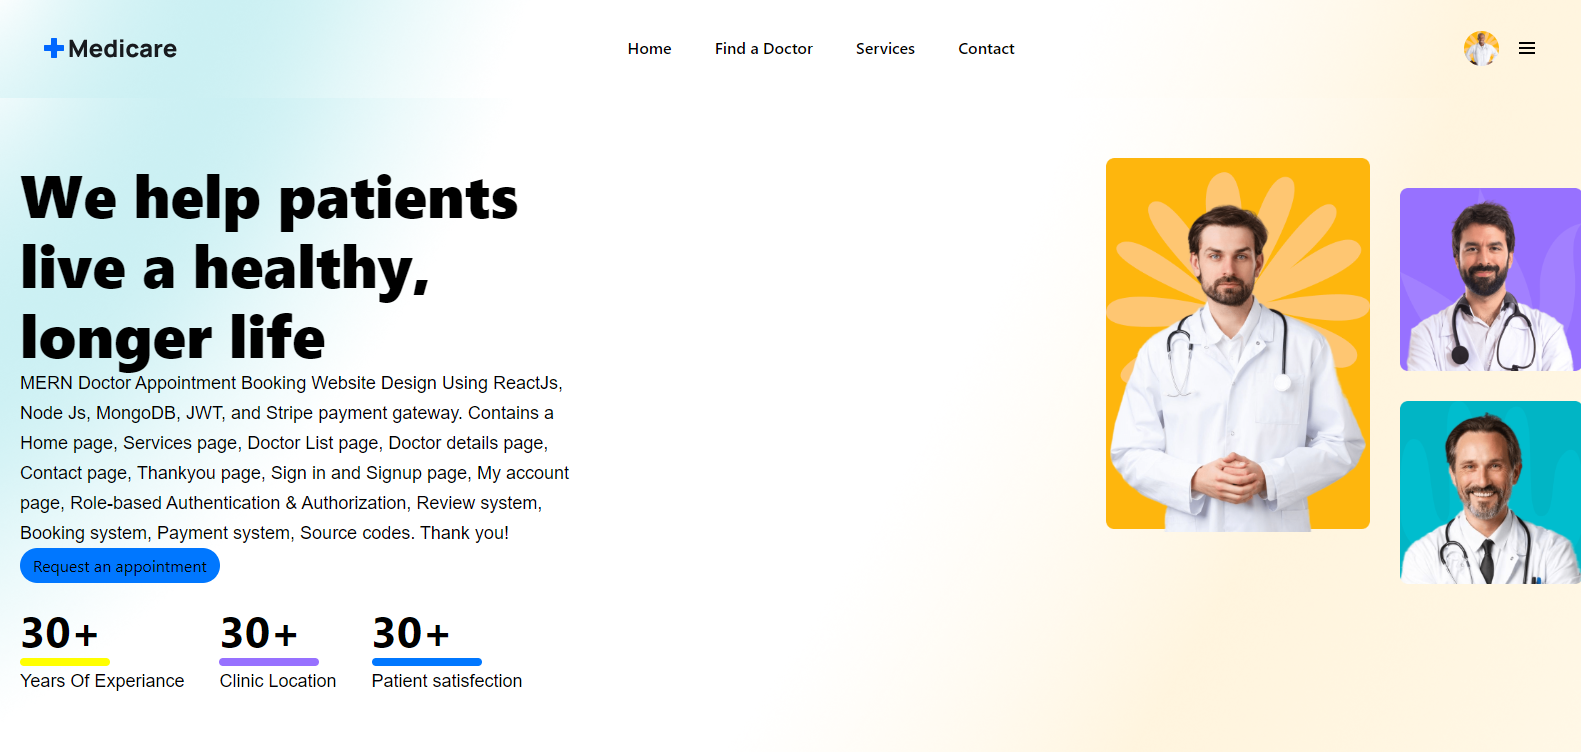 Medicare
Home
Find a Doctor
Services
Contact
We help patients
live a healthy,
longer life
MERN Doctor Appointment Booking Website Design Using ReactJs,
Node Js, MongoDB, JWT, and Stripe payment gateway. Contains a
Home page, Services page, Doctor List page, Doctor details page,
Contact page, Thankyou page, Sign in and Signup page, My account
page, Role-based Authentication & Authorization, Review system,
Booking system, Payment system, Source codes. Thank you!
Request an appointment
30+
Years Of Experiance
30+
Clinic Location
30+
Patient satisfection